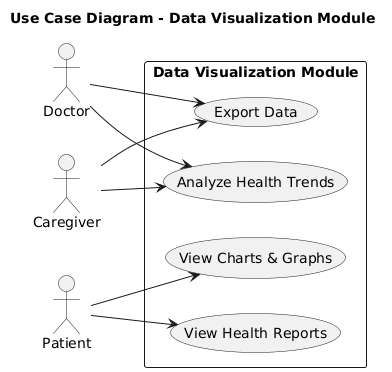 Use Case Diagram - Data Visualization Module
Data Visualization Module
Doctor
Export Data
Analyze Health Trends
Caregiver
View Charts & Graphs
View Health Reports
Patient